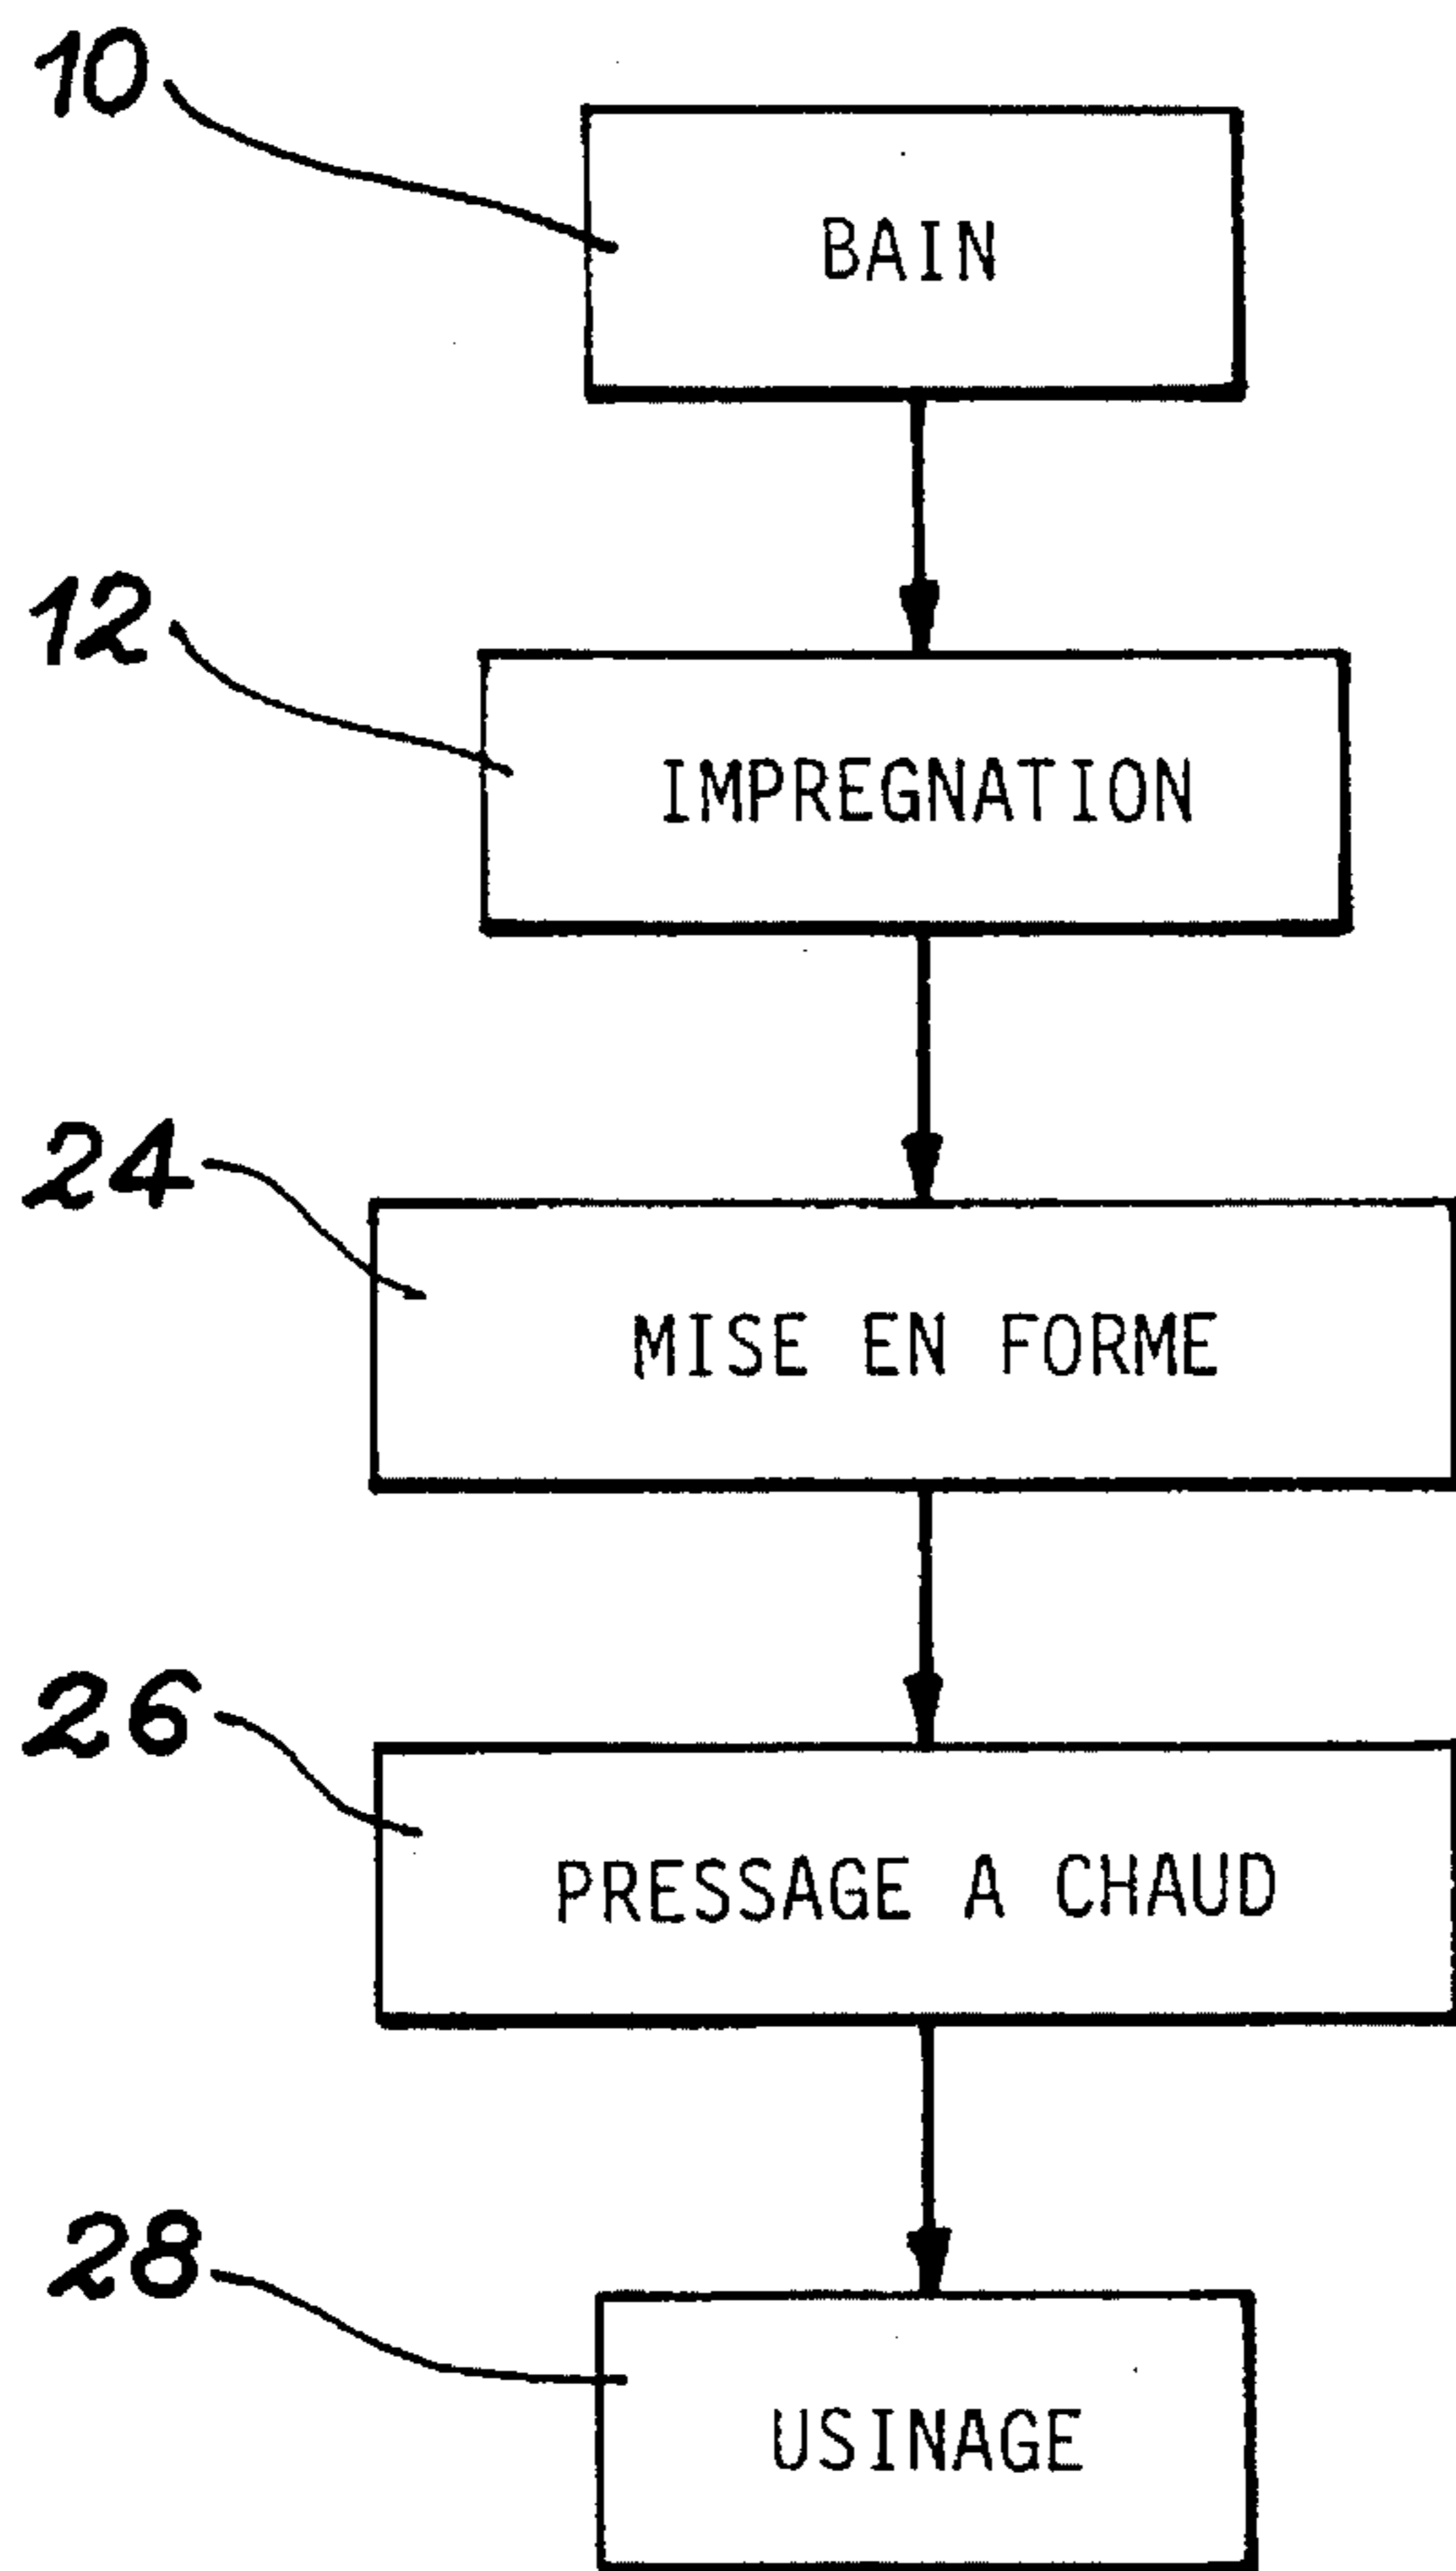 10
BAIN
12
IMPREGNATION
24
MISE EN FORME
26
PRESSAGE A CHAUD
28
USINAGE